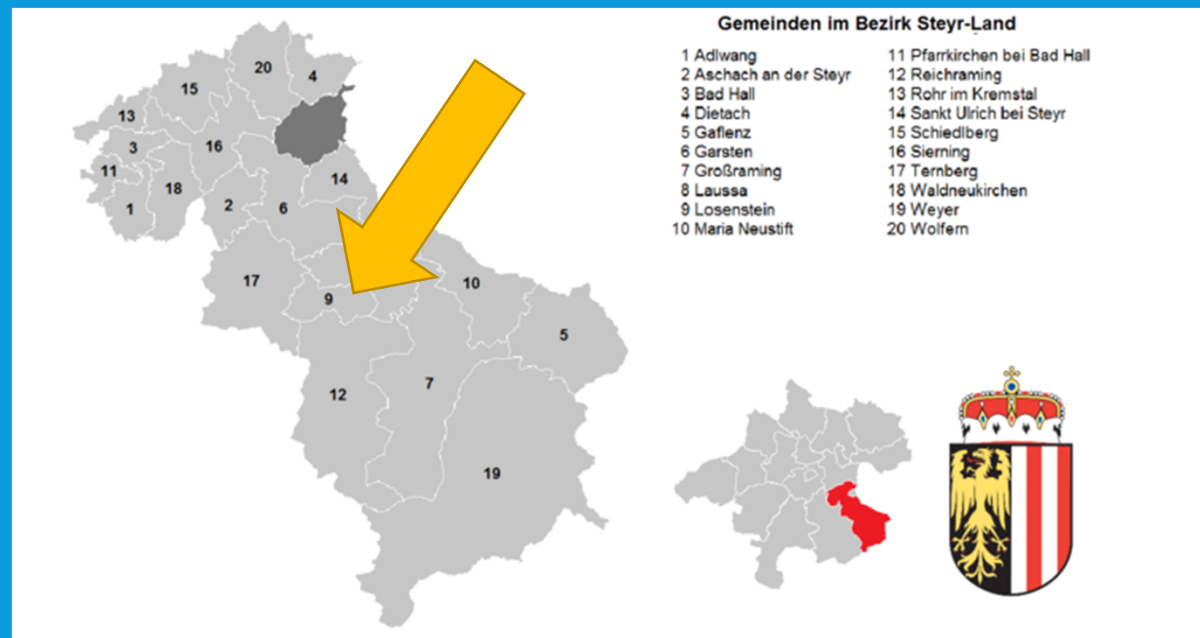 Gemeinden im Bezirk Steyr-Land
1 Adlwang
2 Aschach an der Steyr
3 Bad Hall
4 Dietach
5 Gaflenz
6 Garsten
7 Großraming
8 Laussa
9 Losenstein
10 Maria Neustift
11 Pfarrkirchen bei Bad Hall
12 Reichraming
13 Rohr im Kremstal
14 Sankt Ulrich bei Steyr
15 Schiedlberg
16 Sierning
17 Ternberg
18 Waldneukirchen
19 Weyer
20 Wolfern
20
4
15
13
3
16
11
18
14
1
2
6
17
9
10
5
12
7
19